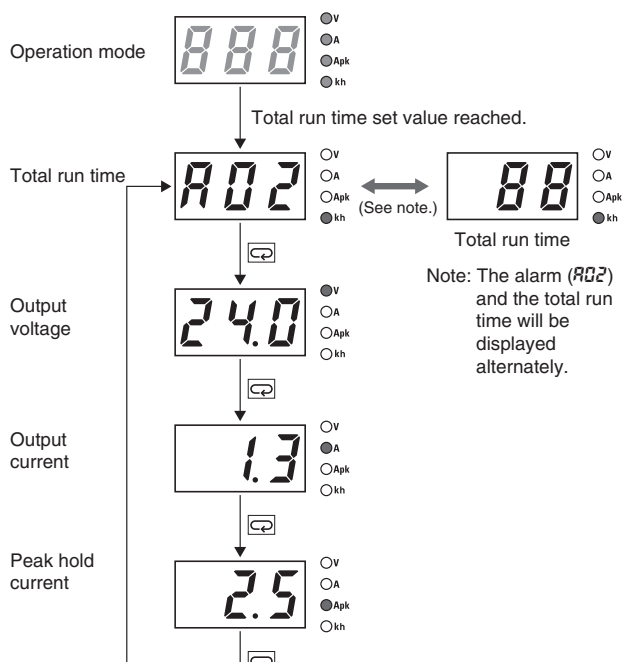 Operation mode
888
V
A
Apk
kh
Total run time set value reached.
Total run time
A02
V
A
Apk
kh
(See note.)
88
V
A
Apk
kh
Total run time
Note: The alarm (A02)
and the total run
time will be
displayed
alternately.
Output
voltage
24.0
V
A
Apk
kh
Output
current
1.3
V
A
Apk
kh
Peak hold
current
2.5
V
A
Apk
kh